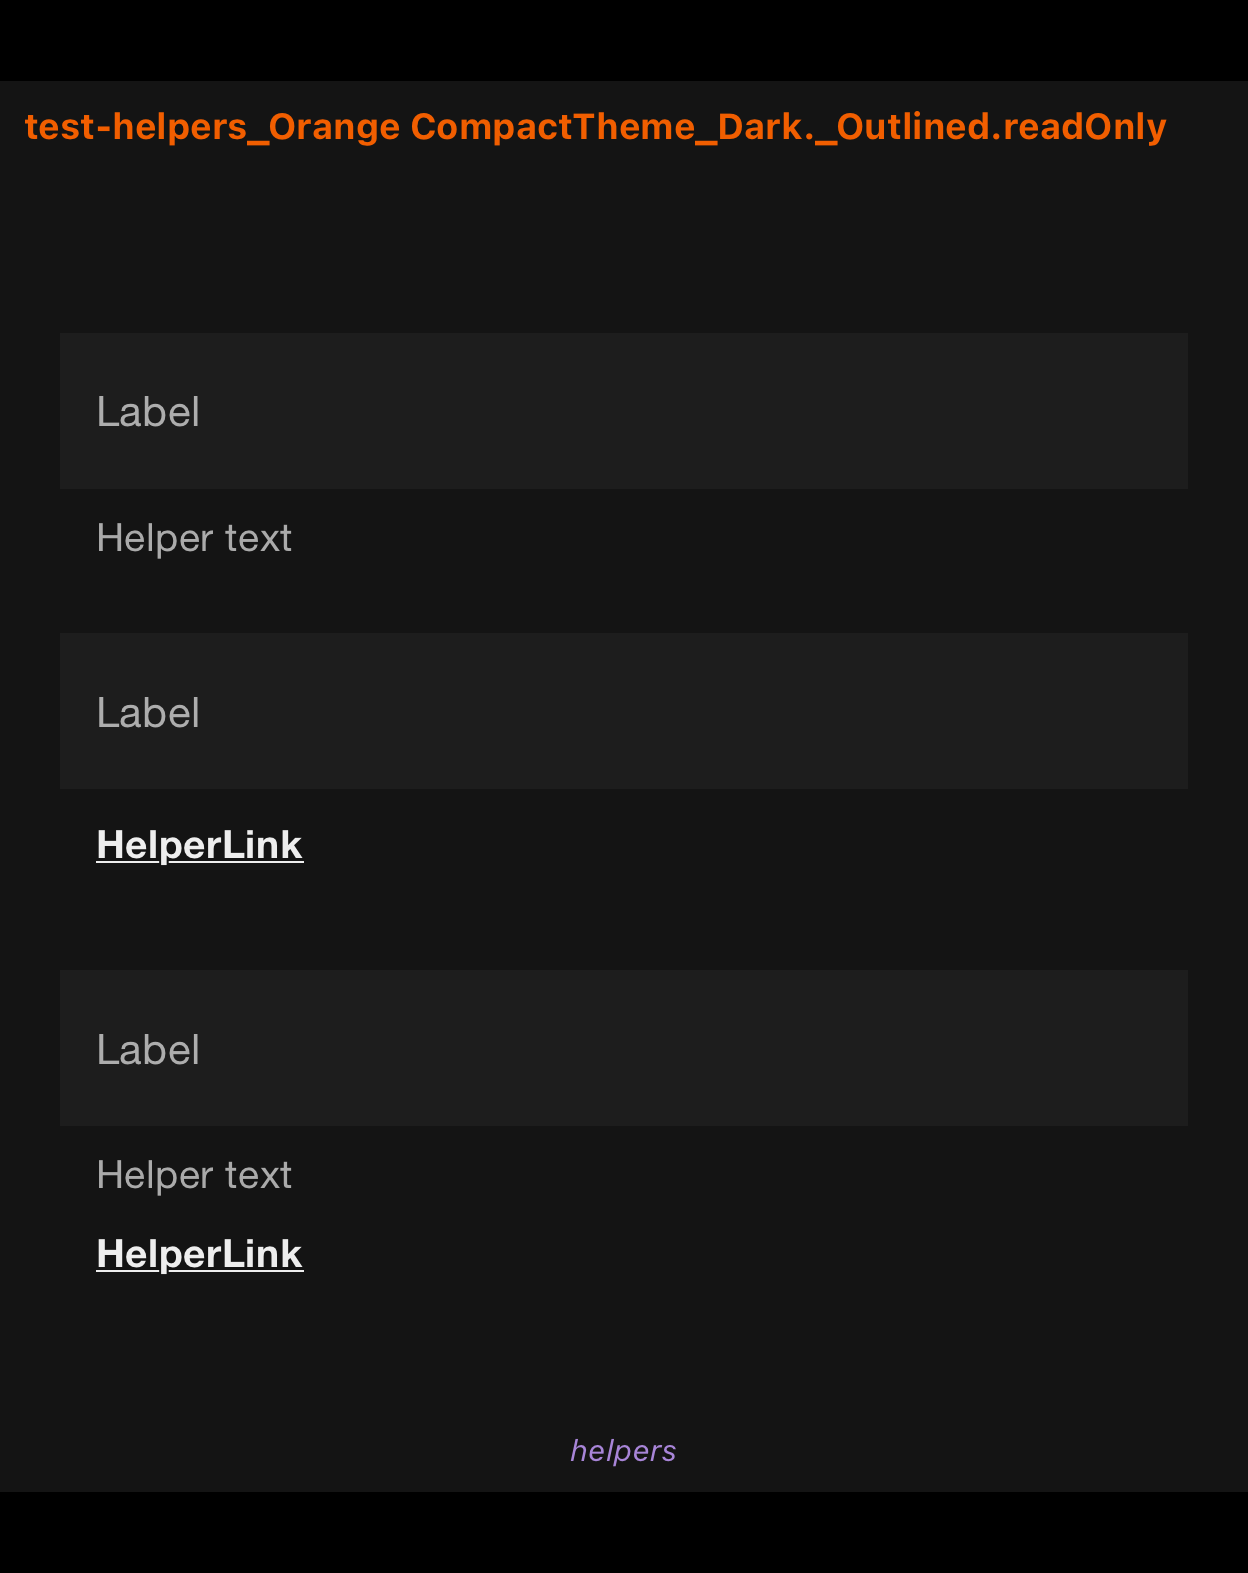 test-helpers_Orange CompactTheme_Dark._Outlined.readOnly
Label
Helper text
Label
HelperLink
Label
Helper text
HelperLink
helpers